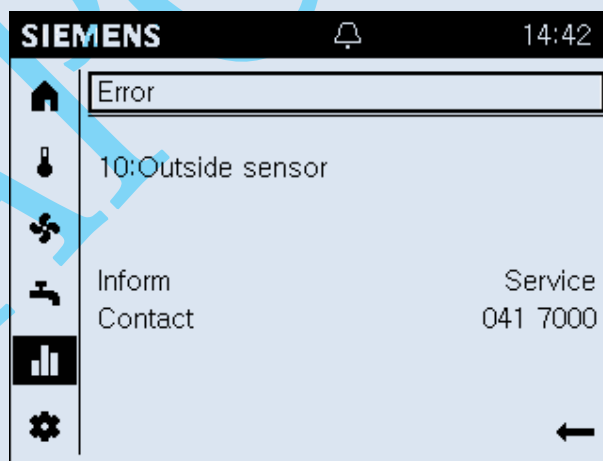 SIEMENS 14:42
Error
10:Outside sensor
Inform Service
Contact 041 7000